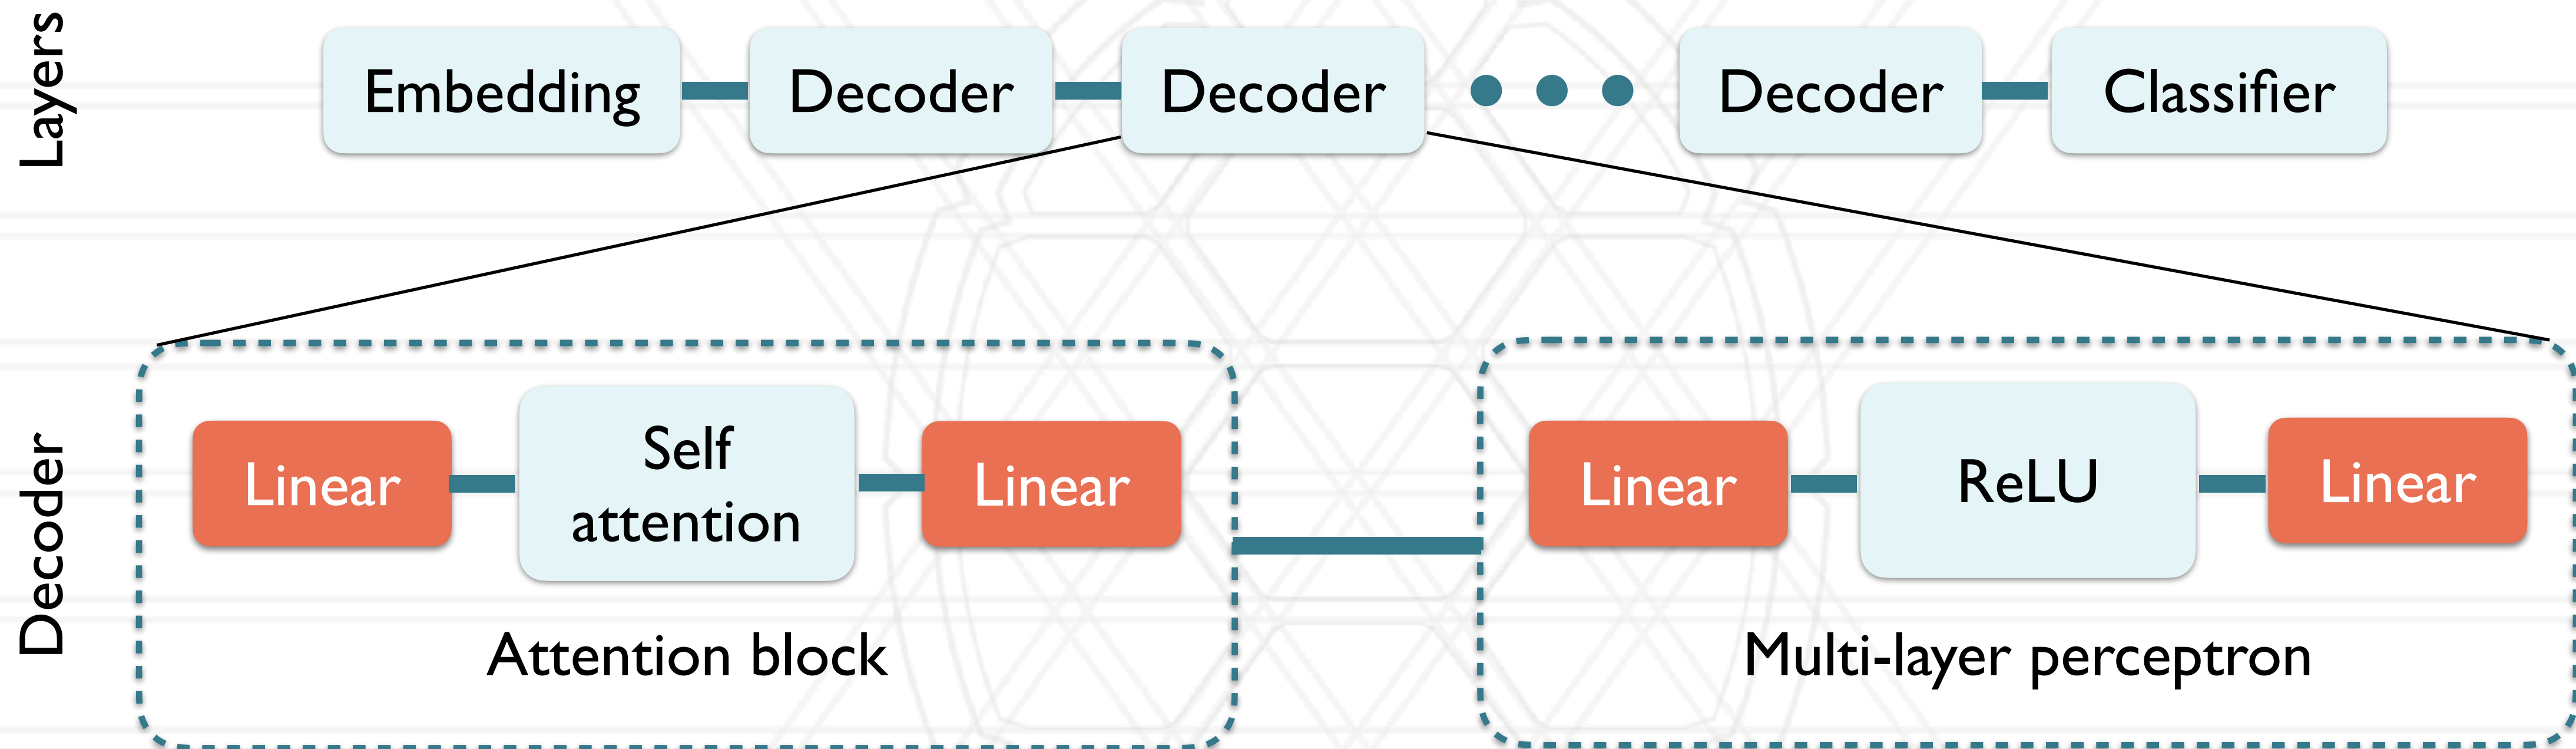 Layers
Embedding
Decoder
Decoder
Decoder
Classifier
Decoder
Linear
Self
attention
Linear
Linear
ReLU
Linear
Attention block
Multi-layer perceptron